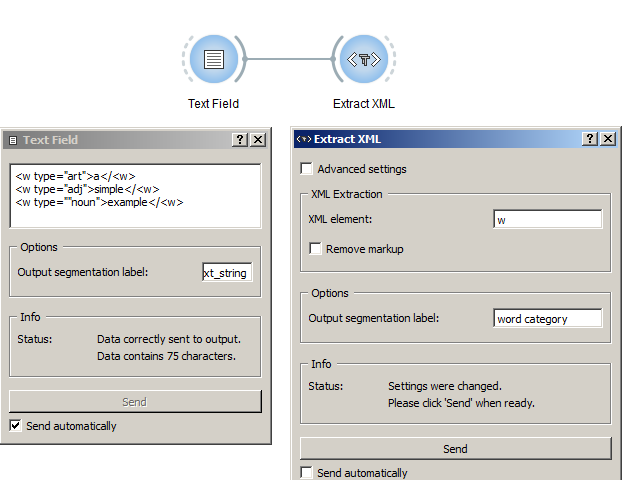 Text Field
Extract XML
Text Field
<w type="art">a</<w>
<w type="adj">simple</<w>
<w type=""noun">example</<w>
Options
Output segmentation label: xt_string
Info
Status: Data correctly sent to output.
Data contains 75 characters.
Send
Send automatically
Extract XML
Advanced settings
XML Extraction
XML element: w
Remove markup
Options
Output segmentation label: word category
Info
Status: Settings were changed.
Please click 'Send' when ready.
Send
Send automatically